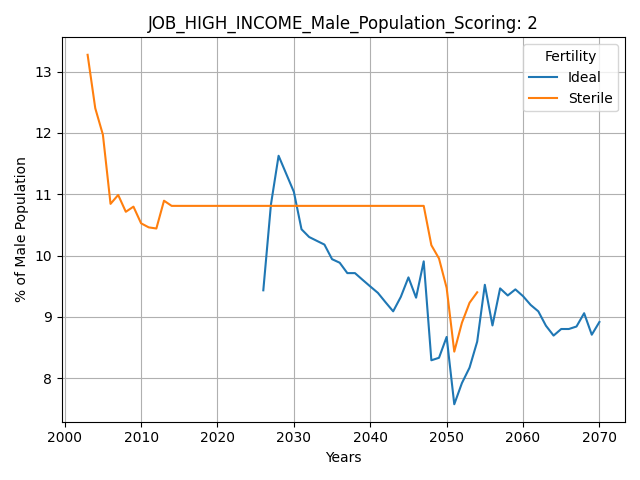 JOB_HIGH_INCOME_Male_Population_Scoring: 2
Fertility
Ideal
Sterile
% of Male Population
13
12
11
10
9
8
2000 2010 2020 2030 2040 2050 2060 2070
Years